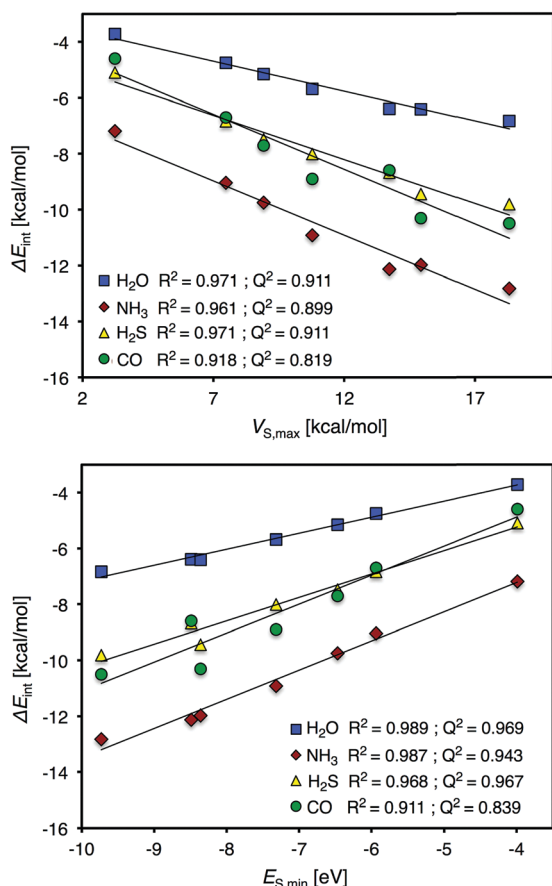 -4
-6
-8
-10
-12
-14
-16
ΔE_int [kcal/mol]
H₂O R² = 0.971 ; Q² = 0.911
NH₃ R² = 0.961 ; Q² = 0.899
H₂S R² = 0.971 ; Q² = 0.911
CO R² = 0.918 ; Q² = 0.819
2 7 12 17
V_S,max [kcal/mol]
-4
-6
-8
-10
-12
-14
-16
ΔE_int [kcal/mol]
H₂O R² = 0.989 ; Q² = 0.969
NH₃ R² = 0.987 ; Q² = 0.943
H₂S R² = 0.968 ; Q² = 0.967
CO R² = 0.911 ; Q² = 0.839
-10 -9 -8 -7 -6 -5 -4
E_S,min [eV]